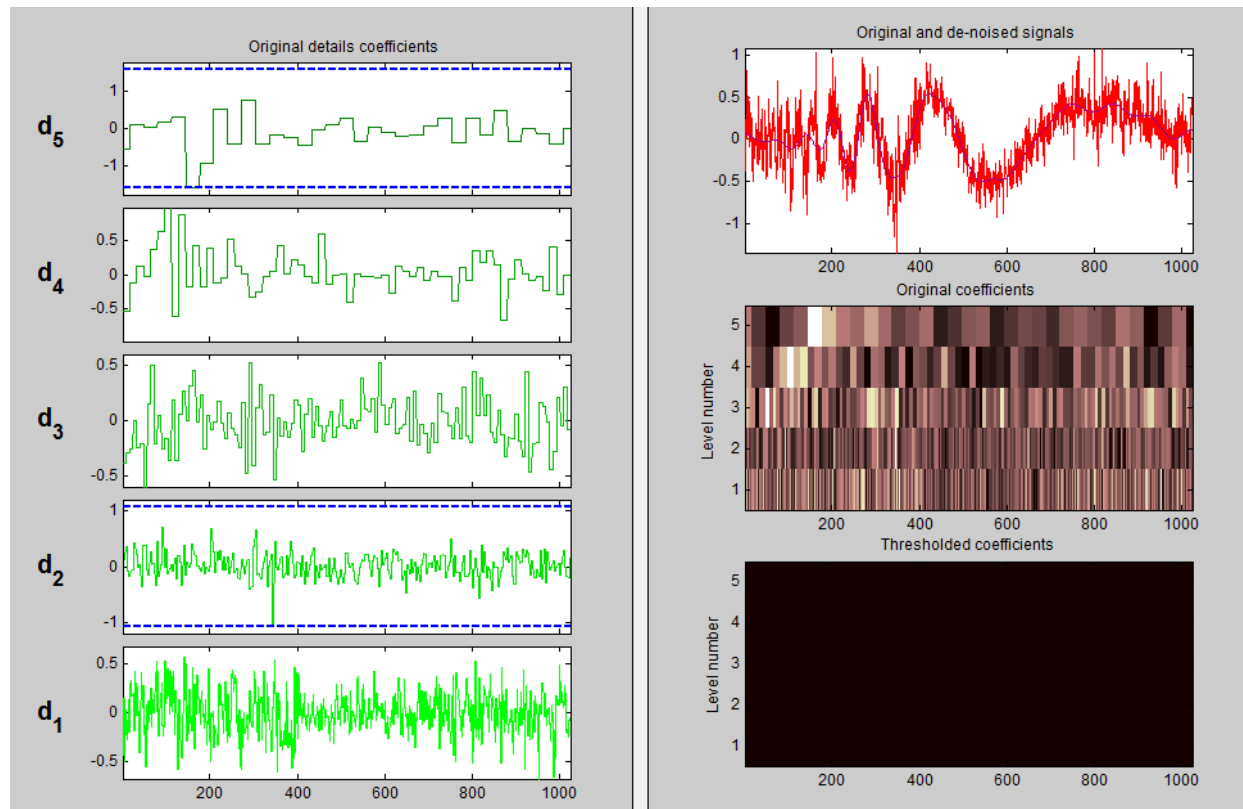 Original details coefficients
d5
1
0
-1
d4
0.5
0
-0.5
d3
0.5
0
-0.5
d2
1
0
-1
d1
0.5
0
-0.5
200 400 600 800 1000
Original and de-noised signals
1
0.5
0
-0.5
-1
200 400 600 800 1000
Original coefficients
Level number
5
4
3
2
1
200 400 600 800 1000
Thresholded coefficients
Level number
5
4
3
2
1
200 400 600 800 1000